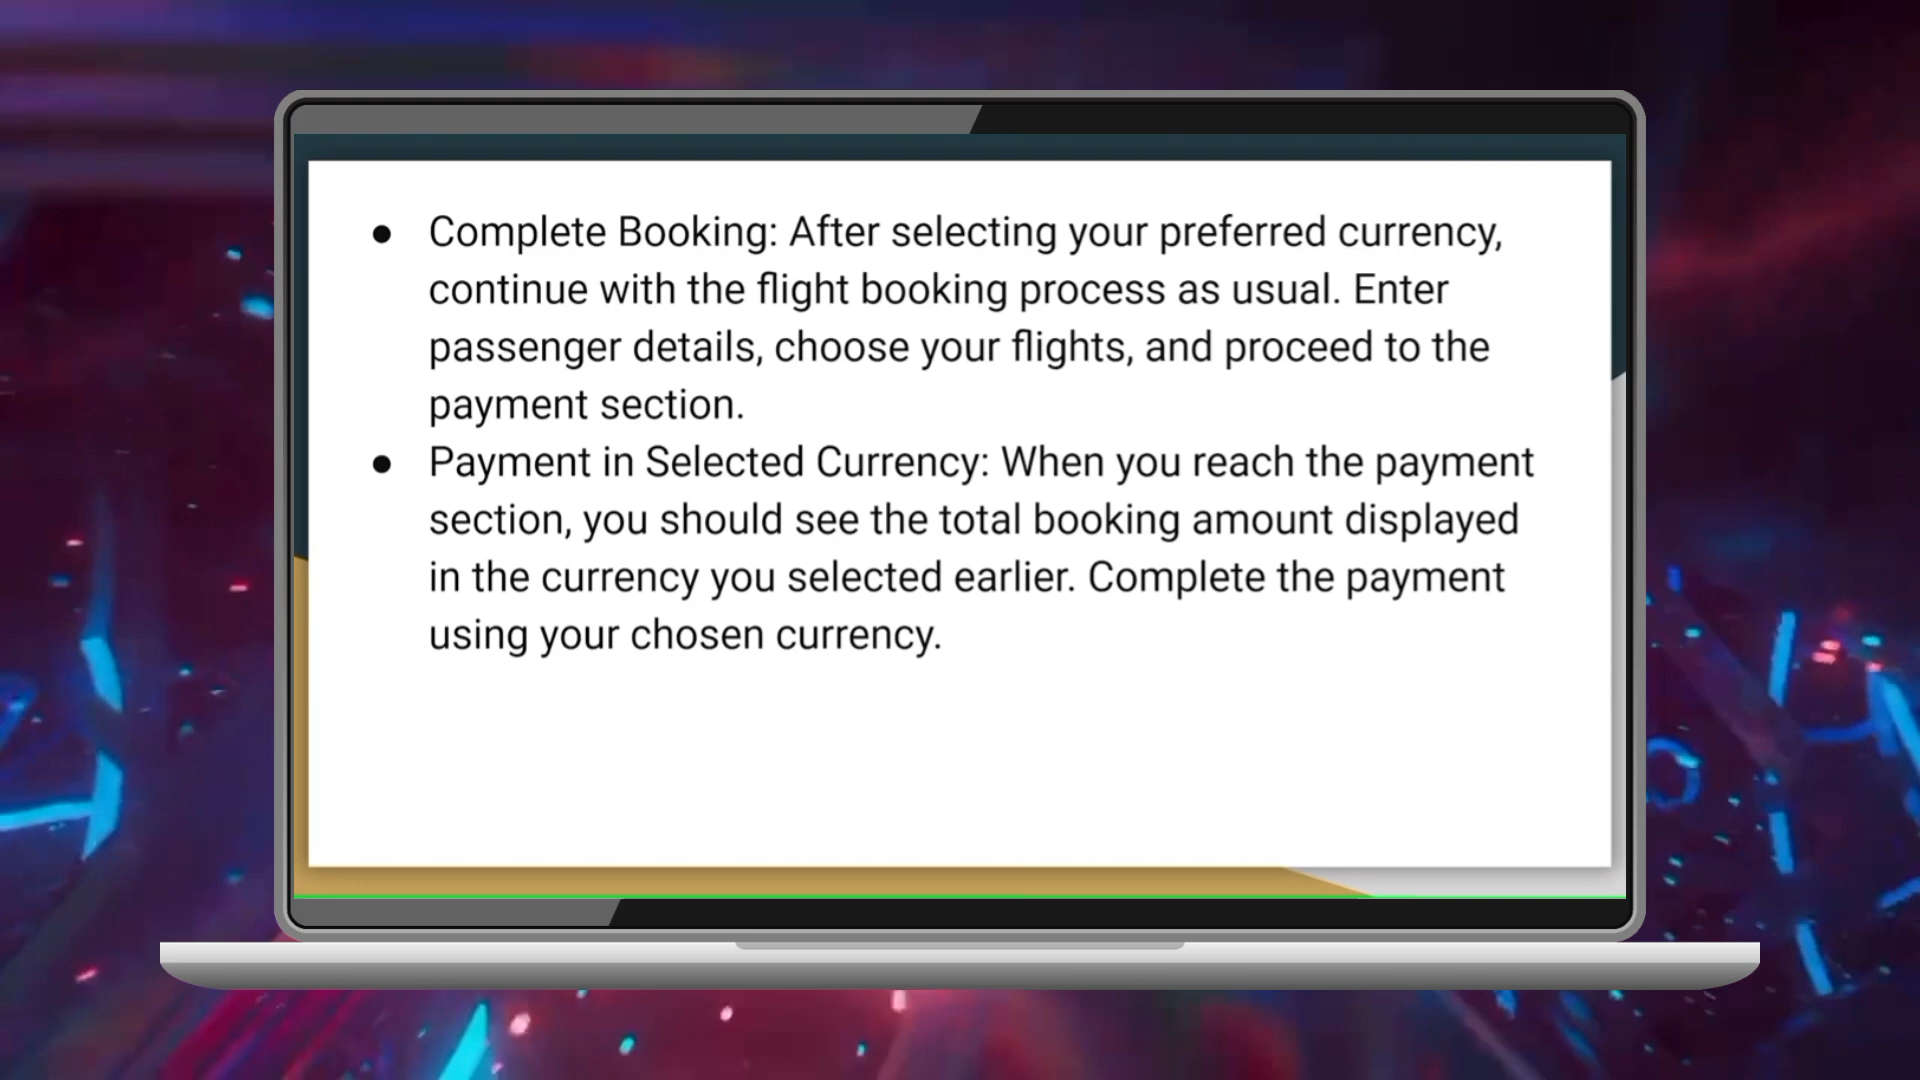 ● Complete Booking: After selecting your preferred currency,
continue with the flight booking process as usual. Enter
passenger details, choose your flights, and proceed to the
payment section.
● Payment in Selected Currency: When you reach the payment
section, you should see the total booking amount displayed
in the currency you selected earlier. Complete the payment
using your chosen currency.